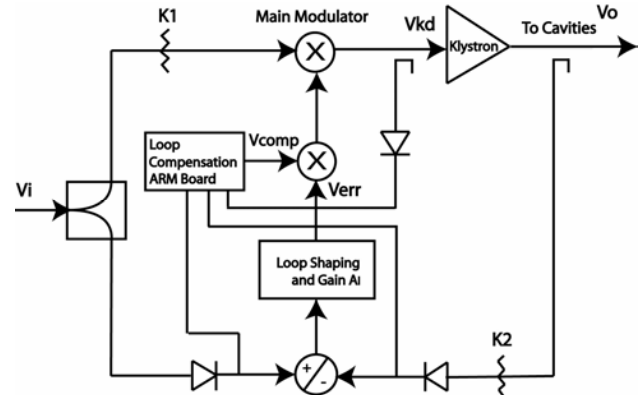 K1
Main Modulator
Vkd
To Cavities
Vo
Klystron
Loop
Compensation
ARM Board
Vcomp
Vi
Verr
Loop Shaping
and Gain AI
K2
+
-